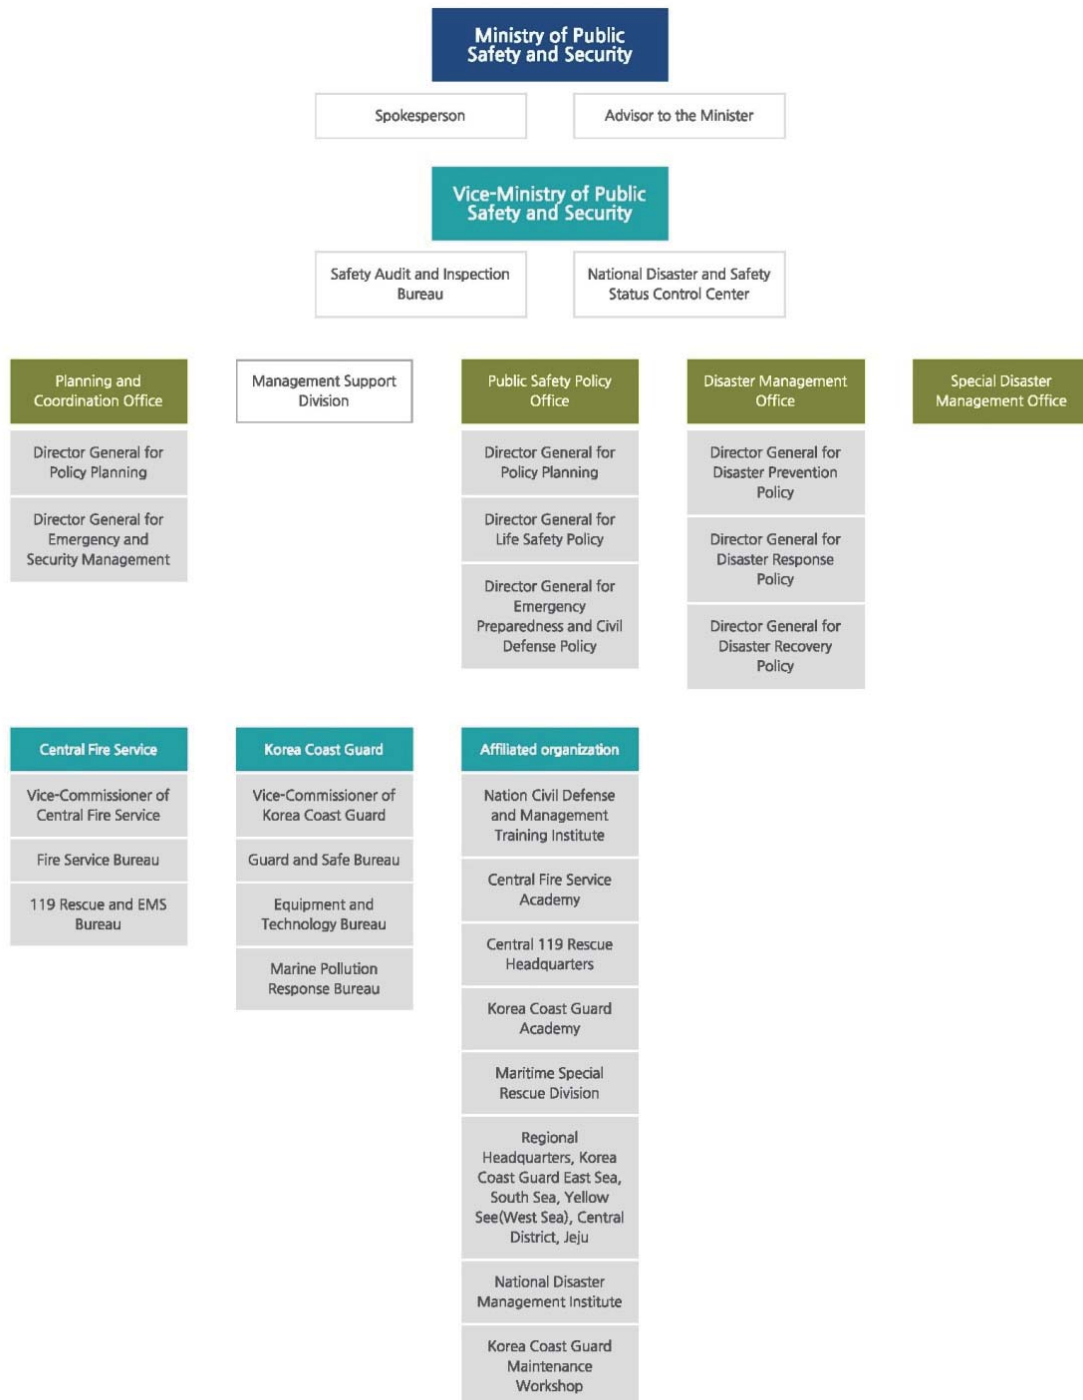 Ministry of Public
Safety and Security
Spokesperson
Advisor to the Minister
Vice-Ministry of Public
Safety and Security
Safety Audit and Inspection
Bureau
National Disaster and Safety
Status Control Center
Planning and
Coordination Office
Director General for
Policy Planning
Director General for
Emergency and
Security Management
Management Support
Division
Public Safety Policy
Office
Director General for
Policy Planning
Director General for
Life Safety Policy
Director General for
Emergency
Preparedness and Civil
Defense Policy
Disaster Management
Office
Director General for
Disaster Prevention
Policy
Director General for
Disaster Response
Policy
Director General for
Disaster Recovery
Policy
Special Disaster
Management Office
Central Fire Service
Vice-Commissioner of
Central Fire Service
Fire Service Bureau
119 Rescue and EMS
Bureau
Korea Coast Guard
Vice-Commissioner of
Korea Coast Guard
Guard and Safe Bureau
Equipment and
Technology Bureau
Marine Pollution
Response Bureau
Affiliated organization
Nation Civil Defense
and Management
Training Institute
Central Fire Service
Academy
Central 119 Rescue
Headquarters
Korea Coast Guard
Academy
Maritime Special
Rescue Division
Regional
Headquarters, Korea
Coast Guard East Sea,
South Sea, Yellow
See(West Sea), Central
District, Jeju
National Disaster
Management Institute
Korea Coast Guard
Maintenance
Workshop